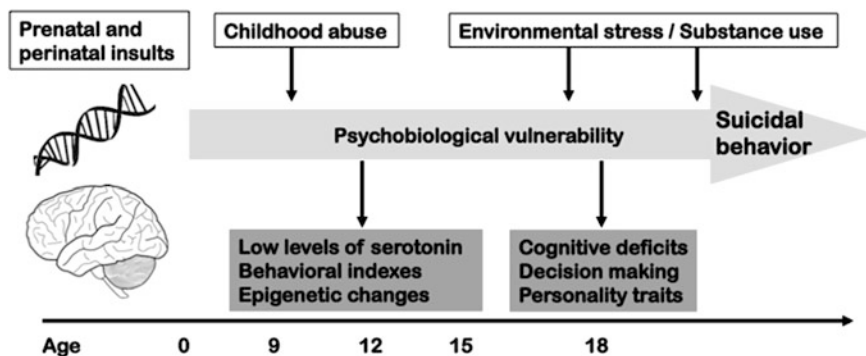 Prenatal and
perinatal insults
Childhood abuse
Environmental stress / Substance use
Psychobiological vulnerability
Suicidal
behavior
Low levels of serotonin
Behavioral indexes
Epigenetic changes
Cognitive deficits
Decision making
Personality traits
Age 0 9 12 15 18